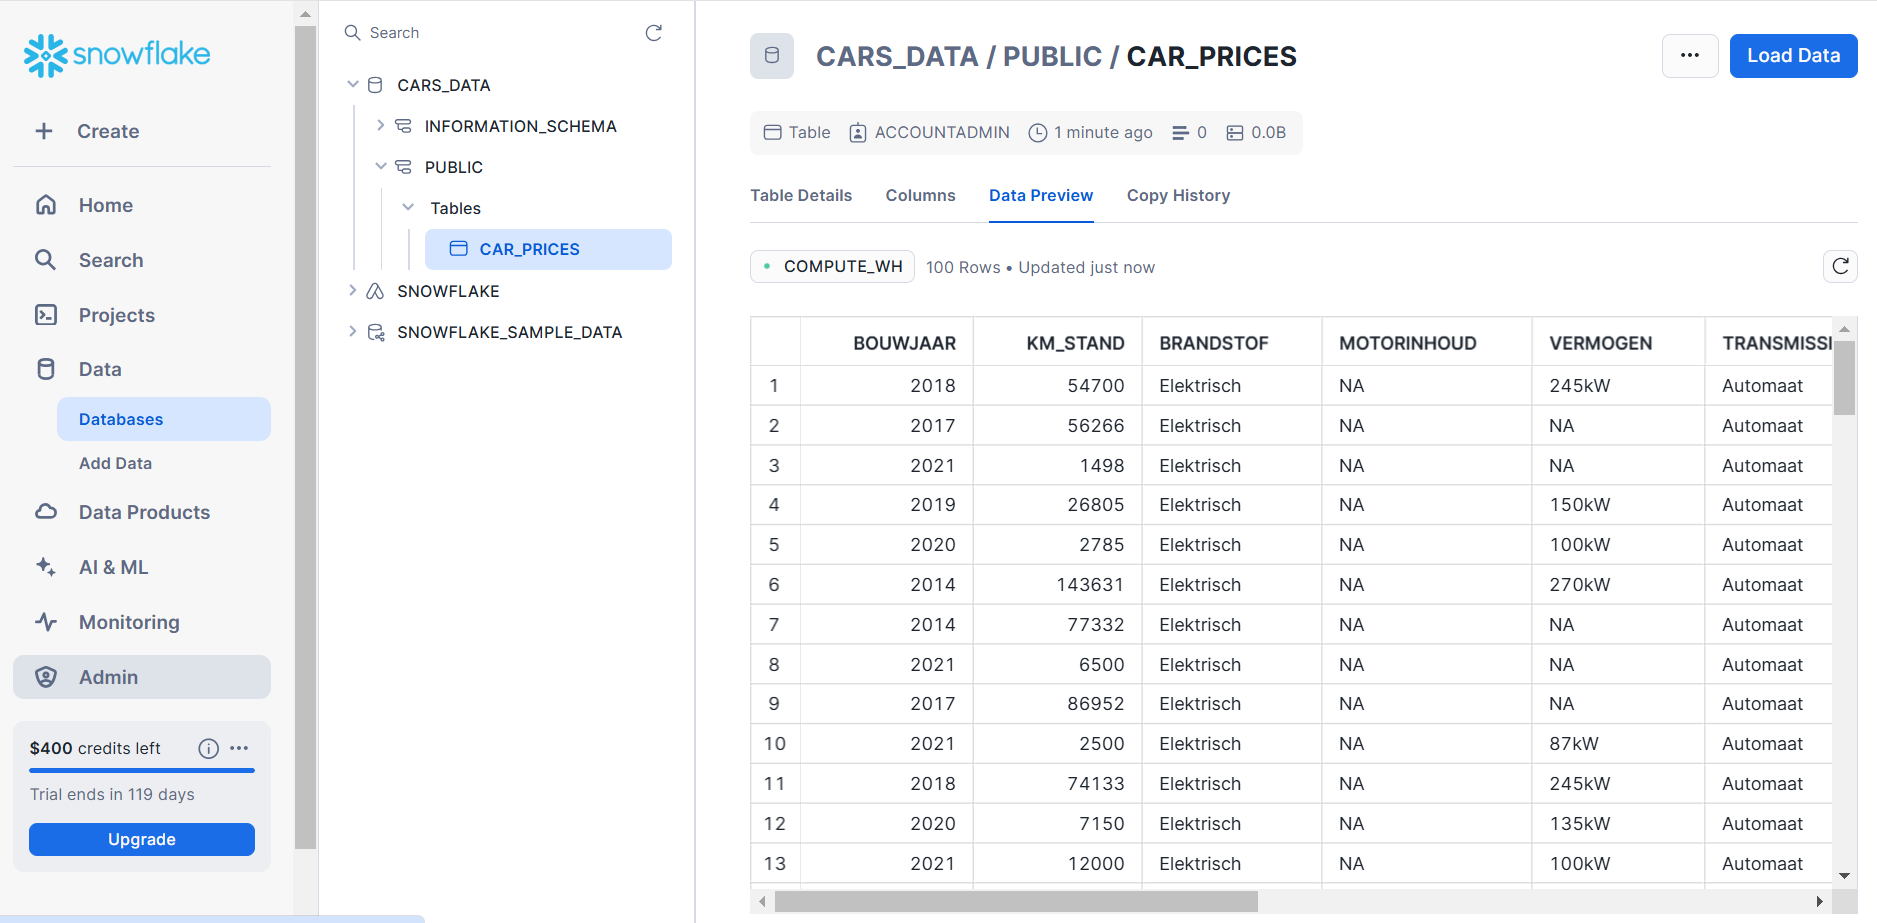 snowflake
Create
Home
Search
Projects
Data
Databases
Add Data
Data Products
AI & ML
Monitoring
Admin
$400 credits left
Trial ends in 119 days
Upgrade
Search
CARS_DATA
INFORMATION_SCHEMA
PUBLIC
Tables
CAR_PRICES
SNOWFLAKE
SNOWFLAKE_SAMPLE_DATA
CARS_DATA / PUBLIC / CAR_PRICES
... Load Data
Table ACCOUNTADMIN 1 minute ago 0 0.0B
Table Details Columns Data Preview Copy History
COMPUTE_WH 100 Rows • Updated just now
BOUWJAAR KM_STAND BRANDSTOF MOTORINHOUD VERMOGEN TRANSMISSI
1 2018 54700 Elektrisch NA 245kW Automaat
2 2017 56266 Elektrisch NA NA Automaat
3 2021 1498 Elektrisch NA NA Automaat
4 2019 26805 Elektrisch NA 150kW Automaat
5 2020 2785 Elektrisch NA 100kW Automaat
6 2014 143631 Elektrisch NA 270kW Automaat
7 2014 77332 Elektrisch NA NA Automaat
8 2021 6500 Elektrisch NA NA Automaat
9 2017 86952 Elektrisch NA NA Automaat
10 2021 2500 Elektrisch NA 87kW Automaat
11 2018 74133 Elektrisch NA 245kW Automaat
12 2020 7150 Elektrisch NA 135kW Automaat
13 2021 12000 Elektrisch NA 100kW Automaat